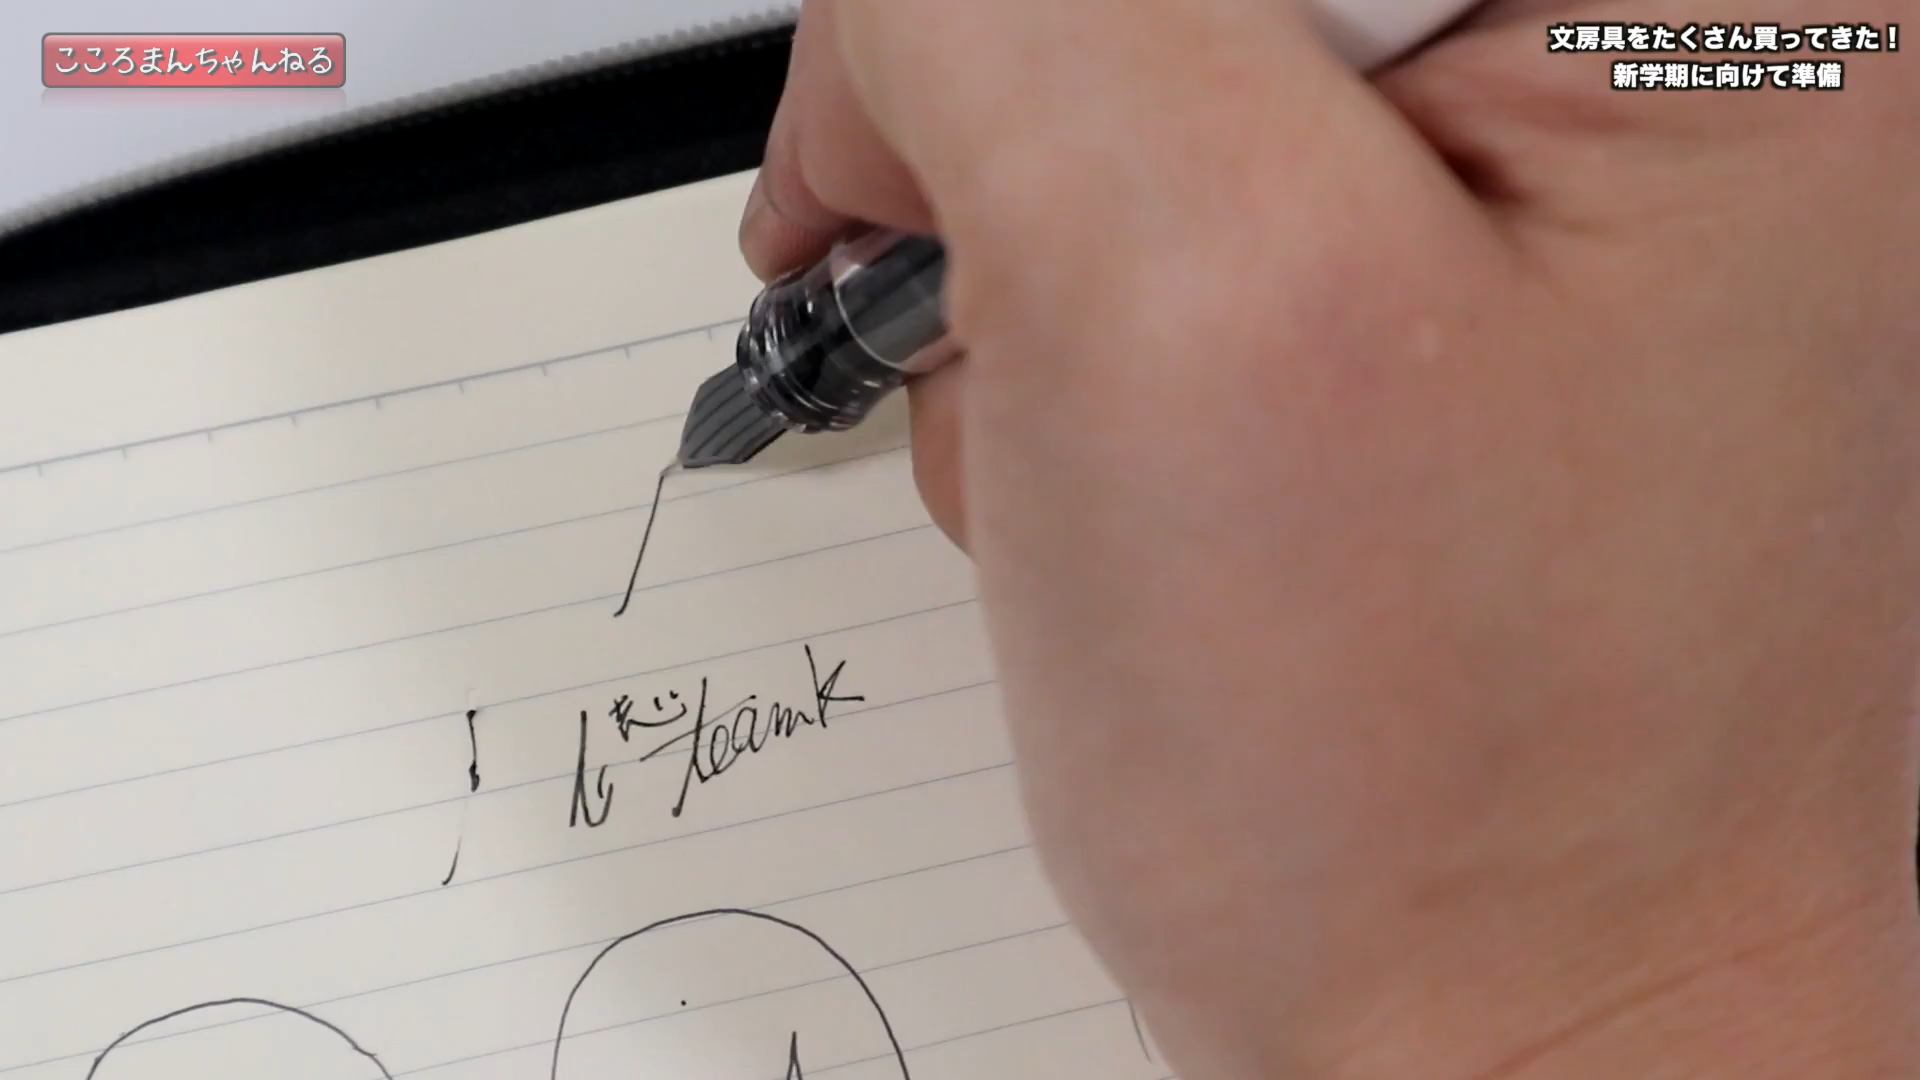 こころまんちゃんねる
文房具をたくさん買ってきた！
新学期に向けて準備
teamk